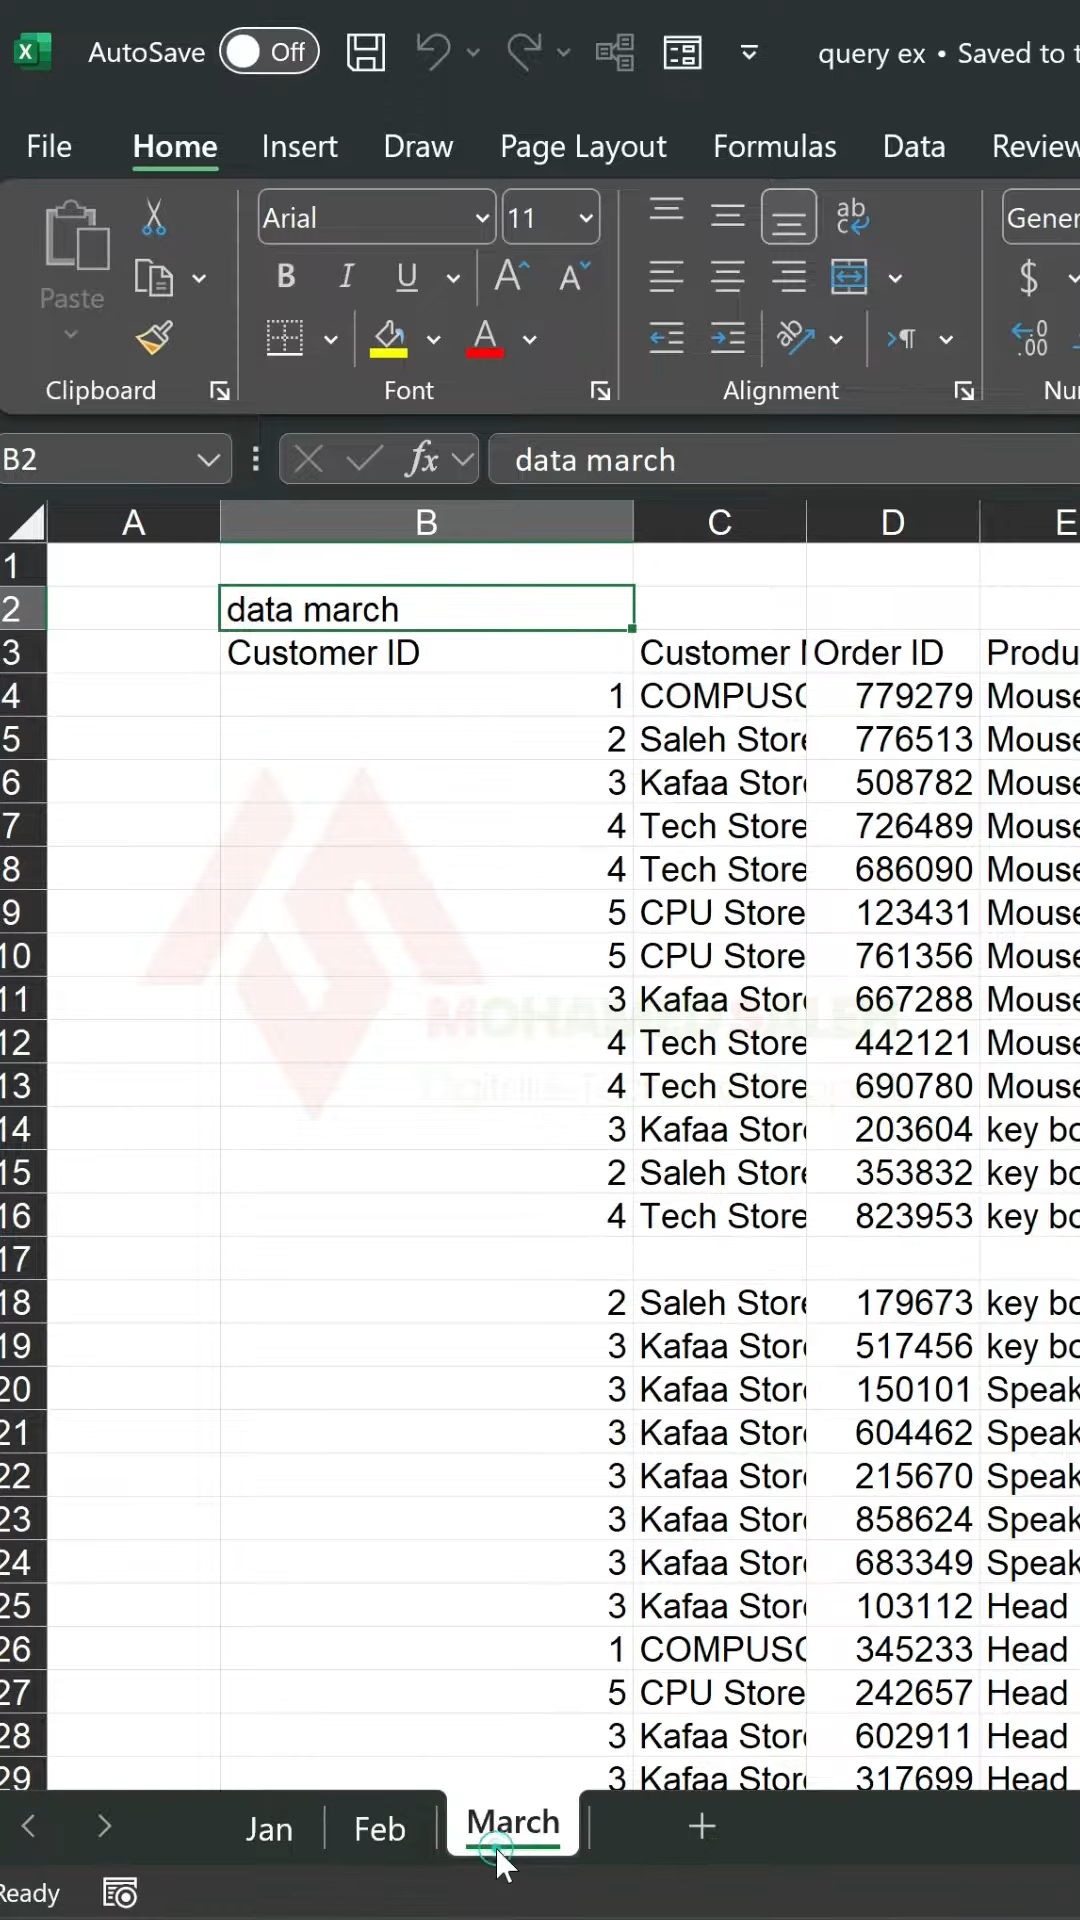 AutoSave Off query ex • Saved to t
File Home Insert Draw Page Layout Formulas Data Review
Arial 11 ab c Gener
Paste B I U A A $
A ab ¶ .00
Clipboard Font Alignment Nu
B2 fx data march
A B C D E
1
2 data march
3 Customer ID Customer Order ID Produ
4 1 COMPUSO 779279 Mouse
5 2 Saleh Store 776513 Mouse
6 3 Kafaa Stor 508782 Mouse
7 4 Tech Store 726489 Mouse
8 4 Tech Store 686090 Mouse
9 5 CPU Store 123431 Mouse
10 5 CPU Store 761356 Mouse
11 3 Kafaa Stor 667288 Mouse
12 4 Tech Store 442121 Mouse
13 4 Tech Store 690780 Mouse
14 3 Kafaa Stor 203604 key bo
15 2 Saleh Store 353832 key bo
16 4 Tech Store 823953 key bo
17
18 2 Saleh Store 179673 key bo
19 3 Kafaa Stor 517456 key bo
20 3 Kafaa Stor 150101 Speak
21 3 Kafaa Stor 604462 Speak
22 3 Kafaa Stor 215670 Speak
23 3 Kafaa Stor 858624 Speak
24 3 Kafaa Stor 683349 Speak
25 3 Kafaa Stor 103112 Head
26 1 COMPUSO 345233 Head
27 5 CPU Store 242657 Head
28 3 Kafaa Stor 602911 Head
29 3 Kafaa Stor 317699 Head
Jan Feb March
Ready